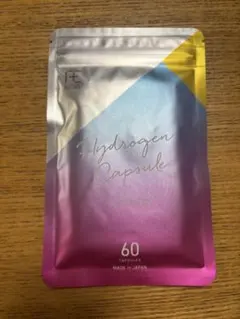 Hydrogen
Capsule
60
CAPSULES
MADE IN JAPAN